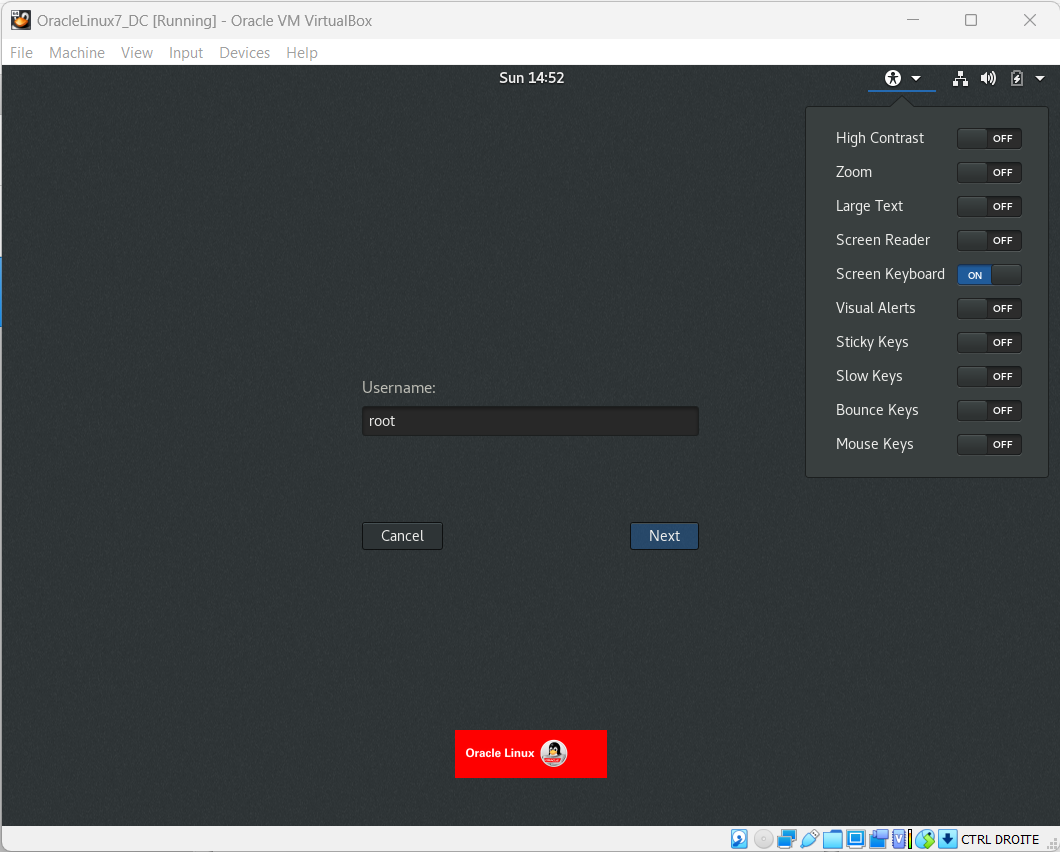 OracleLinux7_DC [Running] - Oracle VM VirtualBox
File Machine View Input Devices Help
Sun 14:52
High Contrast OFF
Zoom OFF
Large Text OFF
Screen Reader OFF
Screen Keyboard ON
Visual Alerts OFF
Sticky Keys OFF
Slow Keys OFF
Bounce Keys OFF
Mouse Keys OFF
Username:
root
Cancel Next
Oracle Linux
CTRL DROITE